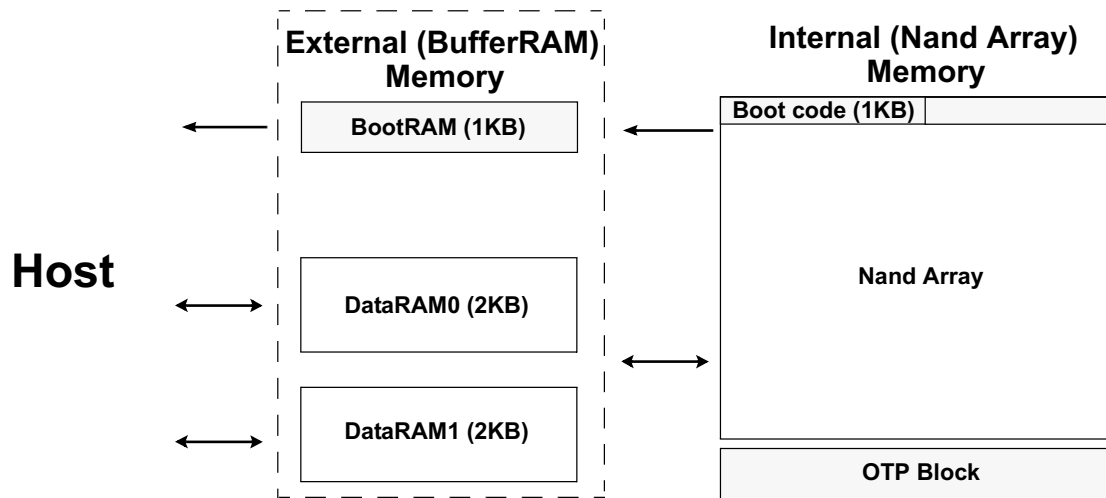 External (BufferRAM)
Memory
Internal (Nand Array)
Memory
BootRAM (1KB)
Boot code (1KB)
Host
Nand Array
DataRAM0 (2KB)
DataRAM1 (2KB)
OTP Block